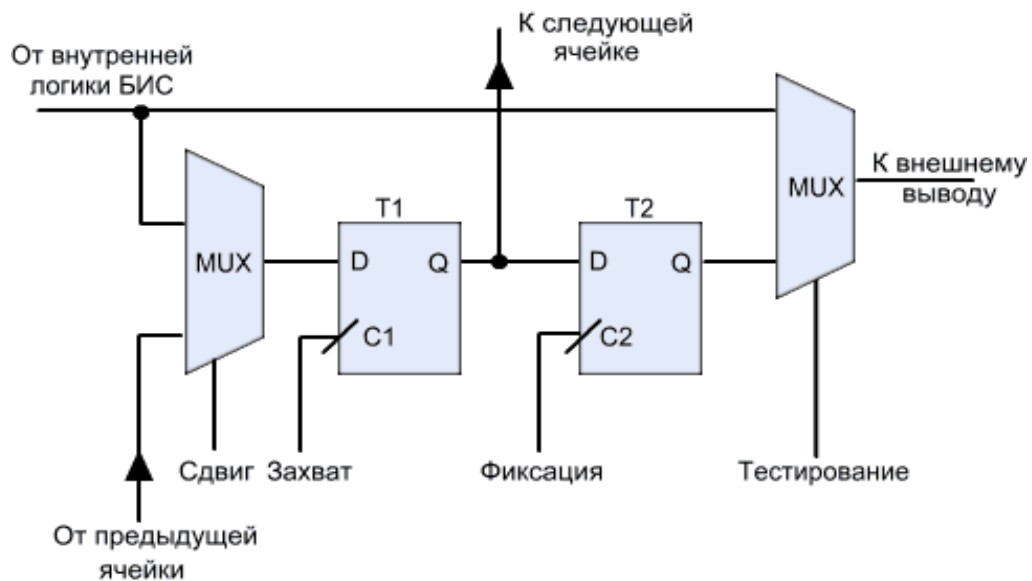 К следующей
ячейке
От внутренней
логики БИС
MUX
К внешнему
выводу
T1
T2
MUX
D
Q
D
Q
C1
C2
Сдвиг
Захват
Фиксация
Тестирование
От предыдущей
ячейки